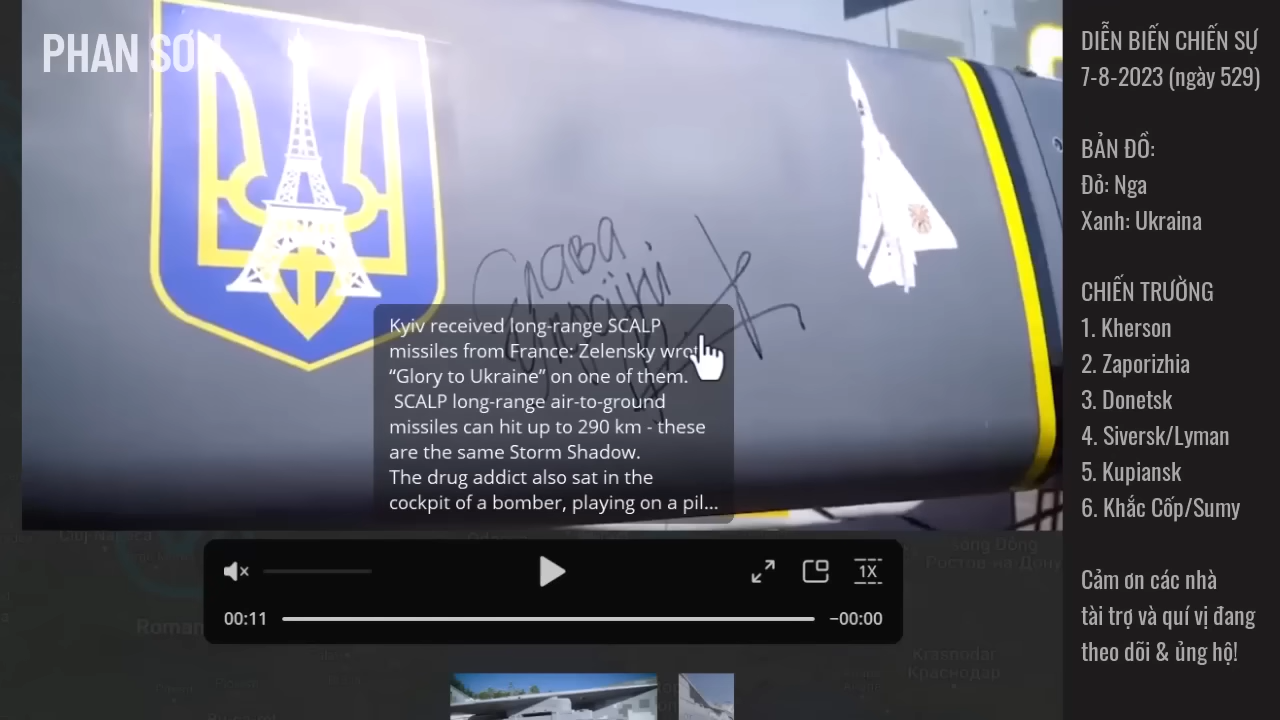 PHAN SƠN
Слава
Україні
Kyiv received long-range SCALP
missiles from France: Zelensky wrot
“Glory to Ukraine” on one of them.
SCALP long-range air-to-ground
missiles can hit up to 290 km - these
are the same Storm Shadow.
The drug addict also sat in the
cockpit of a bomber, playing on a pil...
1X
00:11
−00:00
Roman
Krasnodar
Краснодар
DIỄN BIẾN CHIẾN SỰ
7-8-2023 (ngày 529)
BẢN ĐỒ:
Đỏ: Nga
Xanh: Ukraina
CHIẾN TRƯỜNG
1. Kherson
2. Zaporizhia
3. Donetsk
4. Siversk/Lyman
5. Kupiansk
6. Khắc Cốp/Sumy
Cảm ơn các nhà
tài trợ và quí vị đang
theo dõi & ủng hộ!